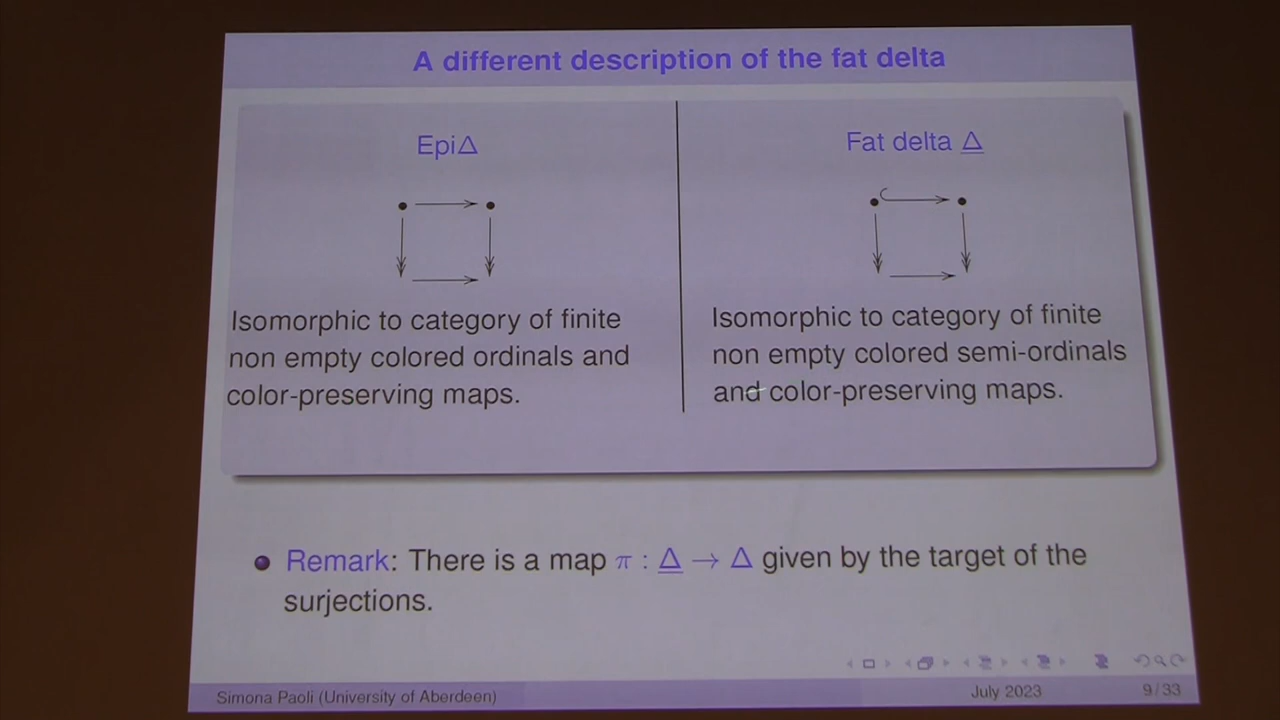 A different description of the fat delta
EpiΔ
Isomorphic to category of finite
non empty colored ordinals and
color-preserving maps.
Fat delta Δ̲
Isomorphic to category of finite
non empty colored semi-ordinals
and color-preserving maps.
Remark: There is a map π : Δ̲ → Δ given by the target of the
surjections.
Simona Paoli (University of Aberdeen)
July 2023
9 / 33